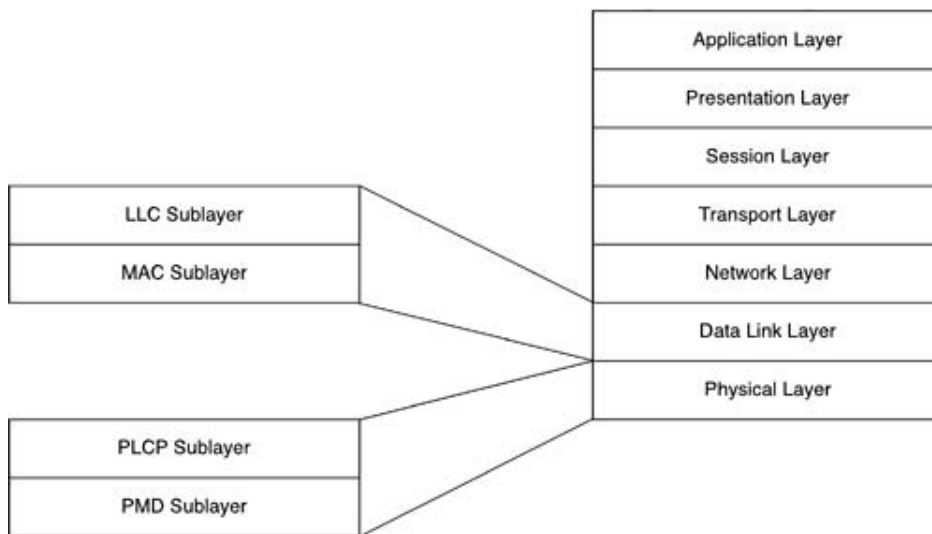 Application Layer
Presentation Layer
Session Layer
Transport Layer
Network Layer
Data Link Layer
Physical Layer
LLC Sublayer
MAC Sublayer
PLCP Sublayer
PMD Sublayer